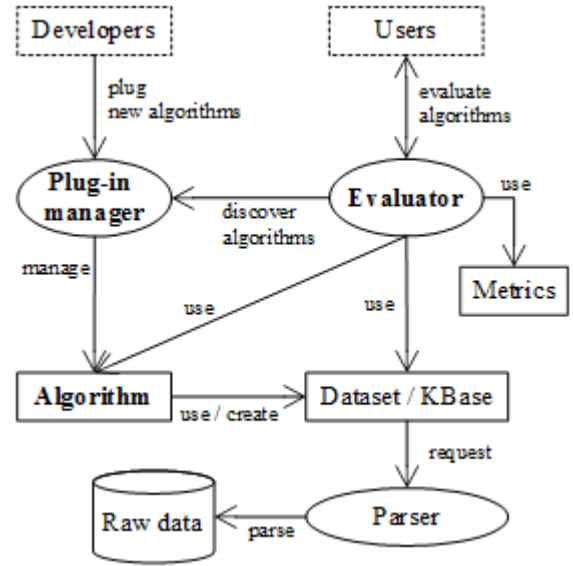 Developers
Users
plug
new algorithms
evaluate
algorithms
Plug-in
manager
Evaluator
use
discover
algorithms
manage
Metrics
use
use
Algorithm
Dataset / KBase
use / create
request
Raw data
Parser
parse